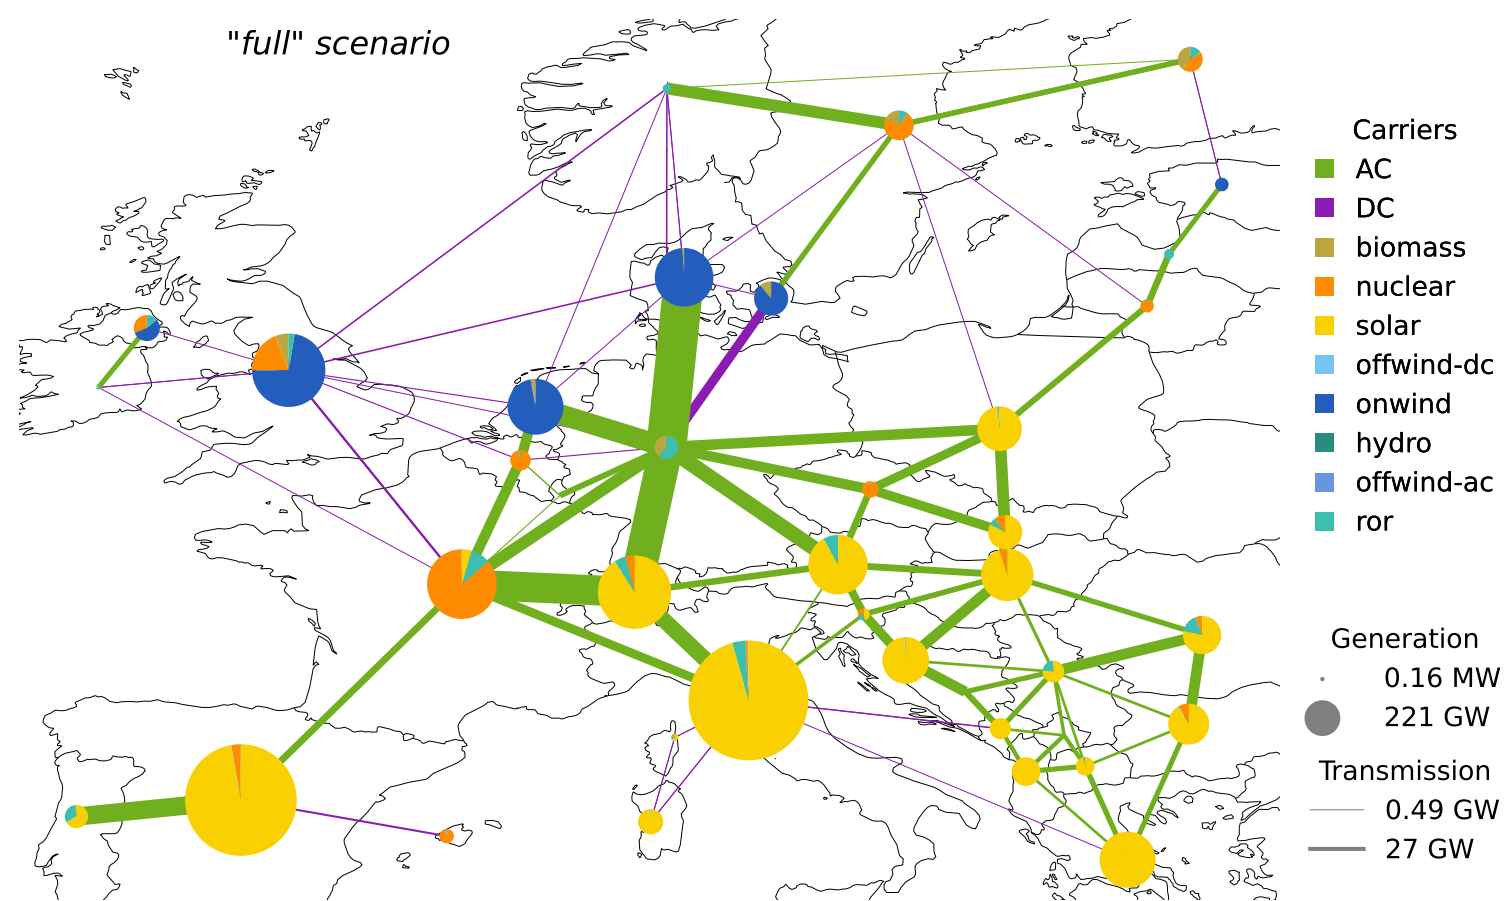 "full" scenario
Carriers
AC
DC
biomass
nuclear
solar
offwind-dc
onwind
hydro
offwind-ac
ror
Generation
0.16 MW
221 GW
Transmission
0.49 GW
27 GW